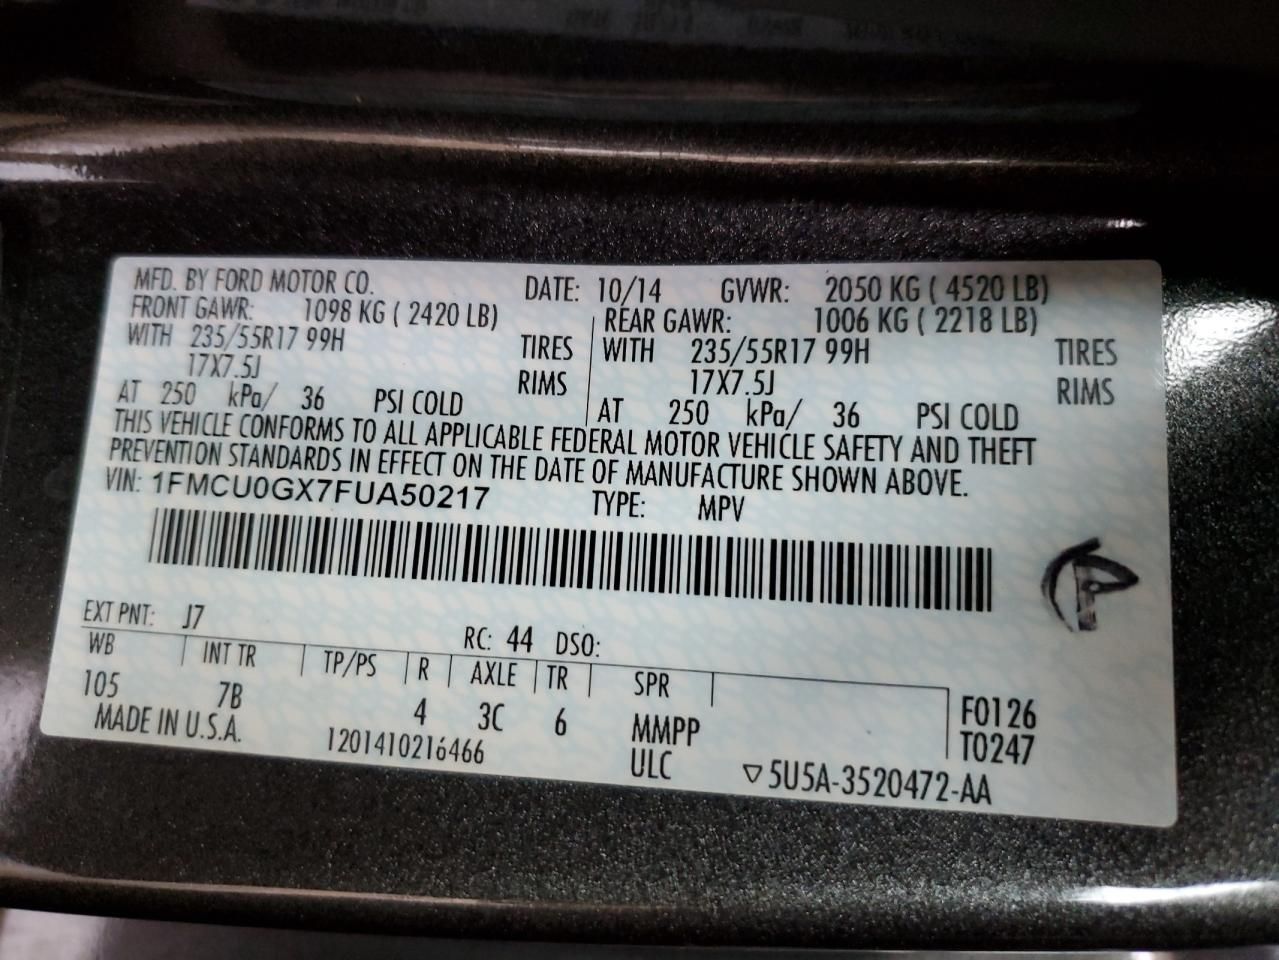 MFD. BY FORD MOTOR CO. DATE: 10/14 GVWR: 2050 KG ( 4520 LB)
FRONT GAWR: 1098 KG ( 2420 LB) REAR GAWR: 1006 KG ( 2218 LB)
WITH 235/55R17 99H TIRES WITH 235/55R17 99H TIRES
17X7.5J RIMS 17X7.5J RIMS
AT 250 kPa/ 36 PSI COLD AT 250 kPa/ 36 PSI COLD
THIS VEHICLE CONFORMS TO ALL APPLICABLE FEDERAL MOTOR VEHICLE SAFETY AND THEFT
PREVENTION STANDARDS IN EFFECT ON THE DATE OF MANUFACTURE SHOWN ABOVE.
VIN: 1FMCU0GX7FUA50217 TYPE: MPV
EXT PNT: J7 RC: 44 DSO:
WB INT TR TP/PS R AXLE TR SPR
105 7B 4 3C 6 MMPP F0126
MADE IN U.S.A. 1201410216466 ULC T0247
▽5U5A-3520472-AA